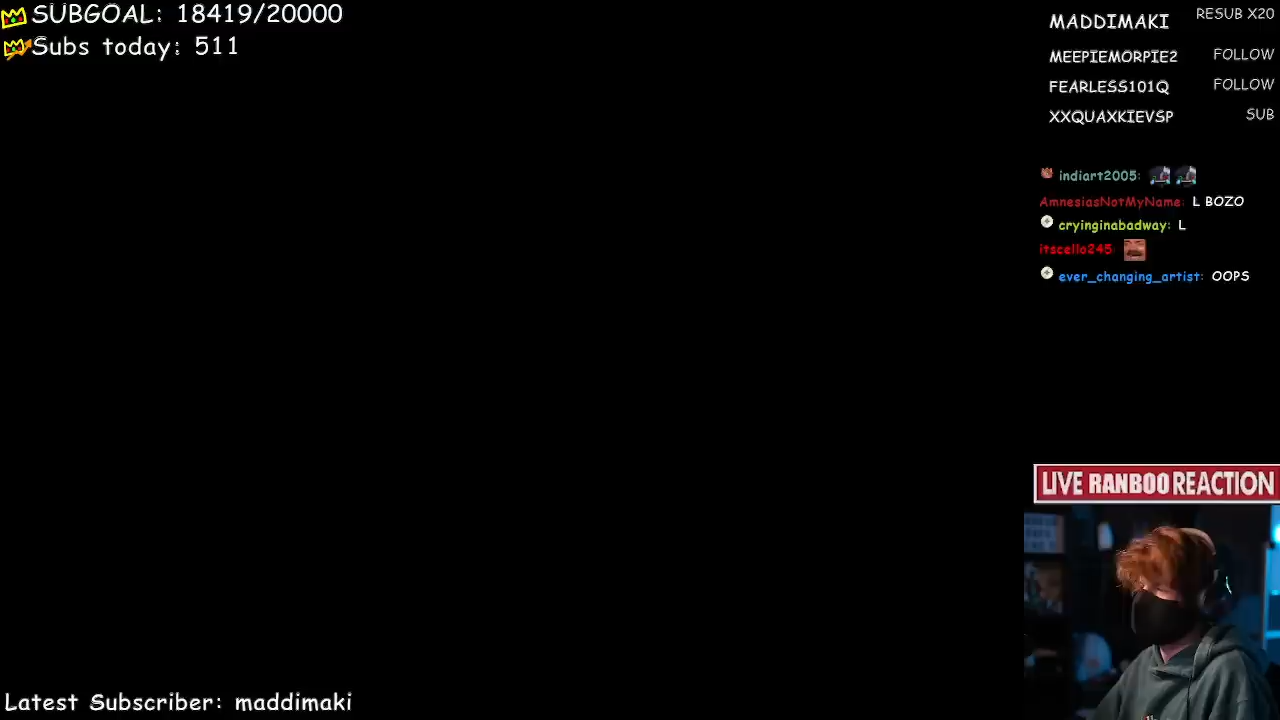 SUBGOAL: 18419/20000
Subs today: 511
MADDIMAKI RESUB X20
MEEPIEMORPIE2 FOLLOW
FEARLESS101Q FOLLOW
XXQUAXKIEVSP SUB
indiart2005:
AmnesiasNotMyName: L BOZO
cryinginabadway: L
itscello245:
ever_changing_artist: OOPS
LIVE RANBOO REACTION
Latest Subscriber: maddimaki